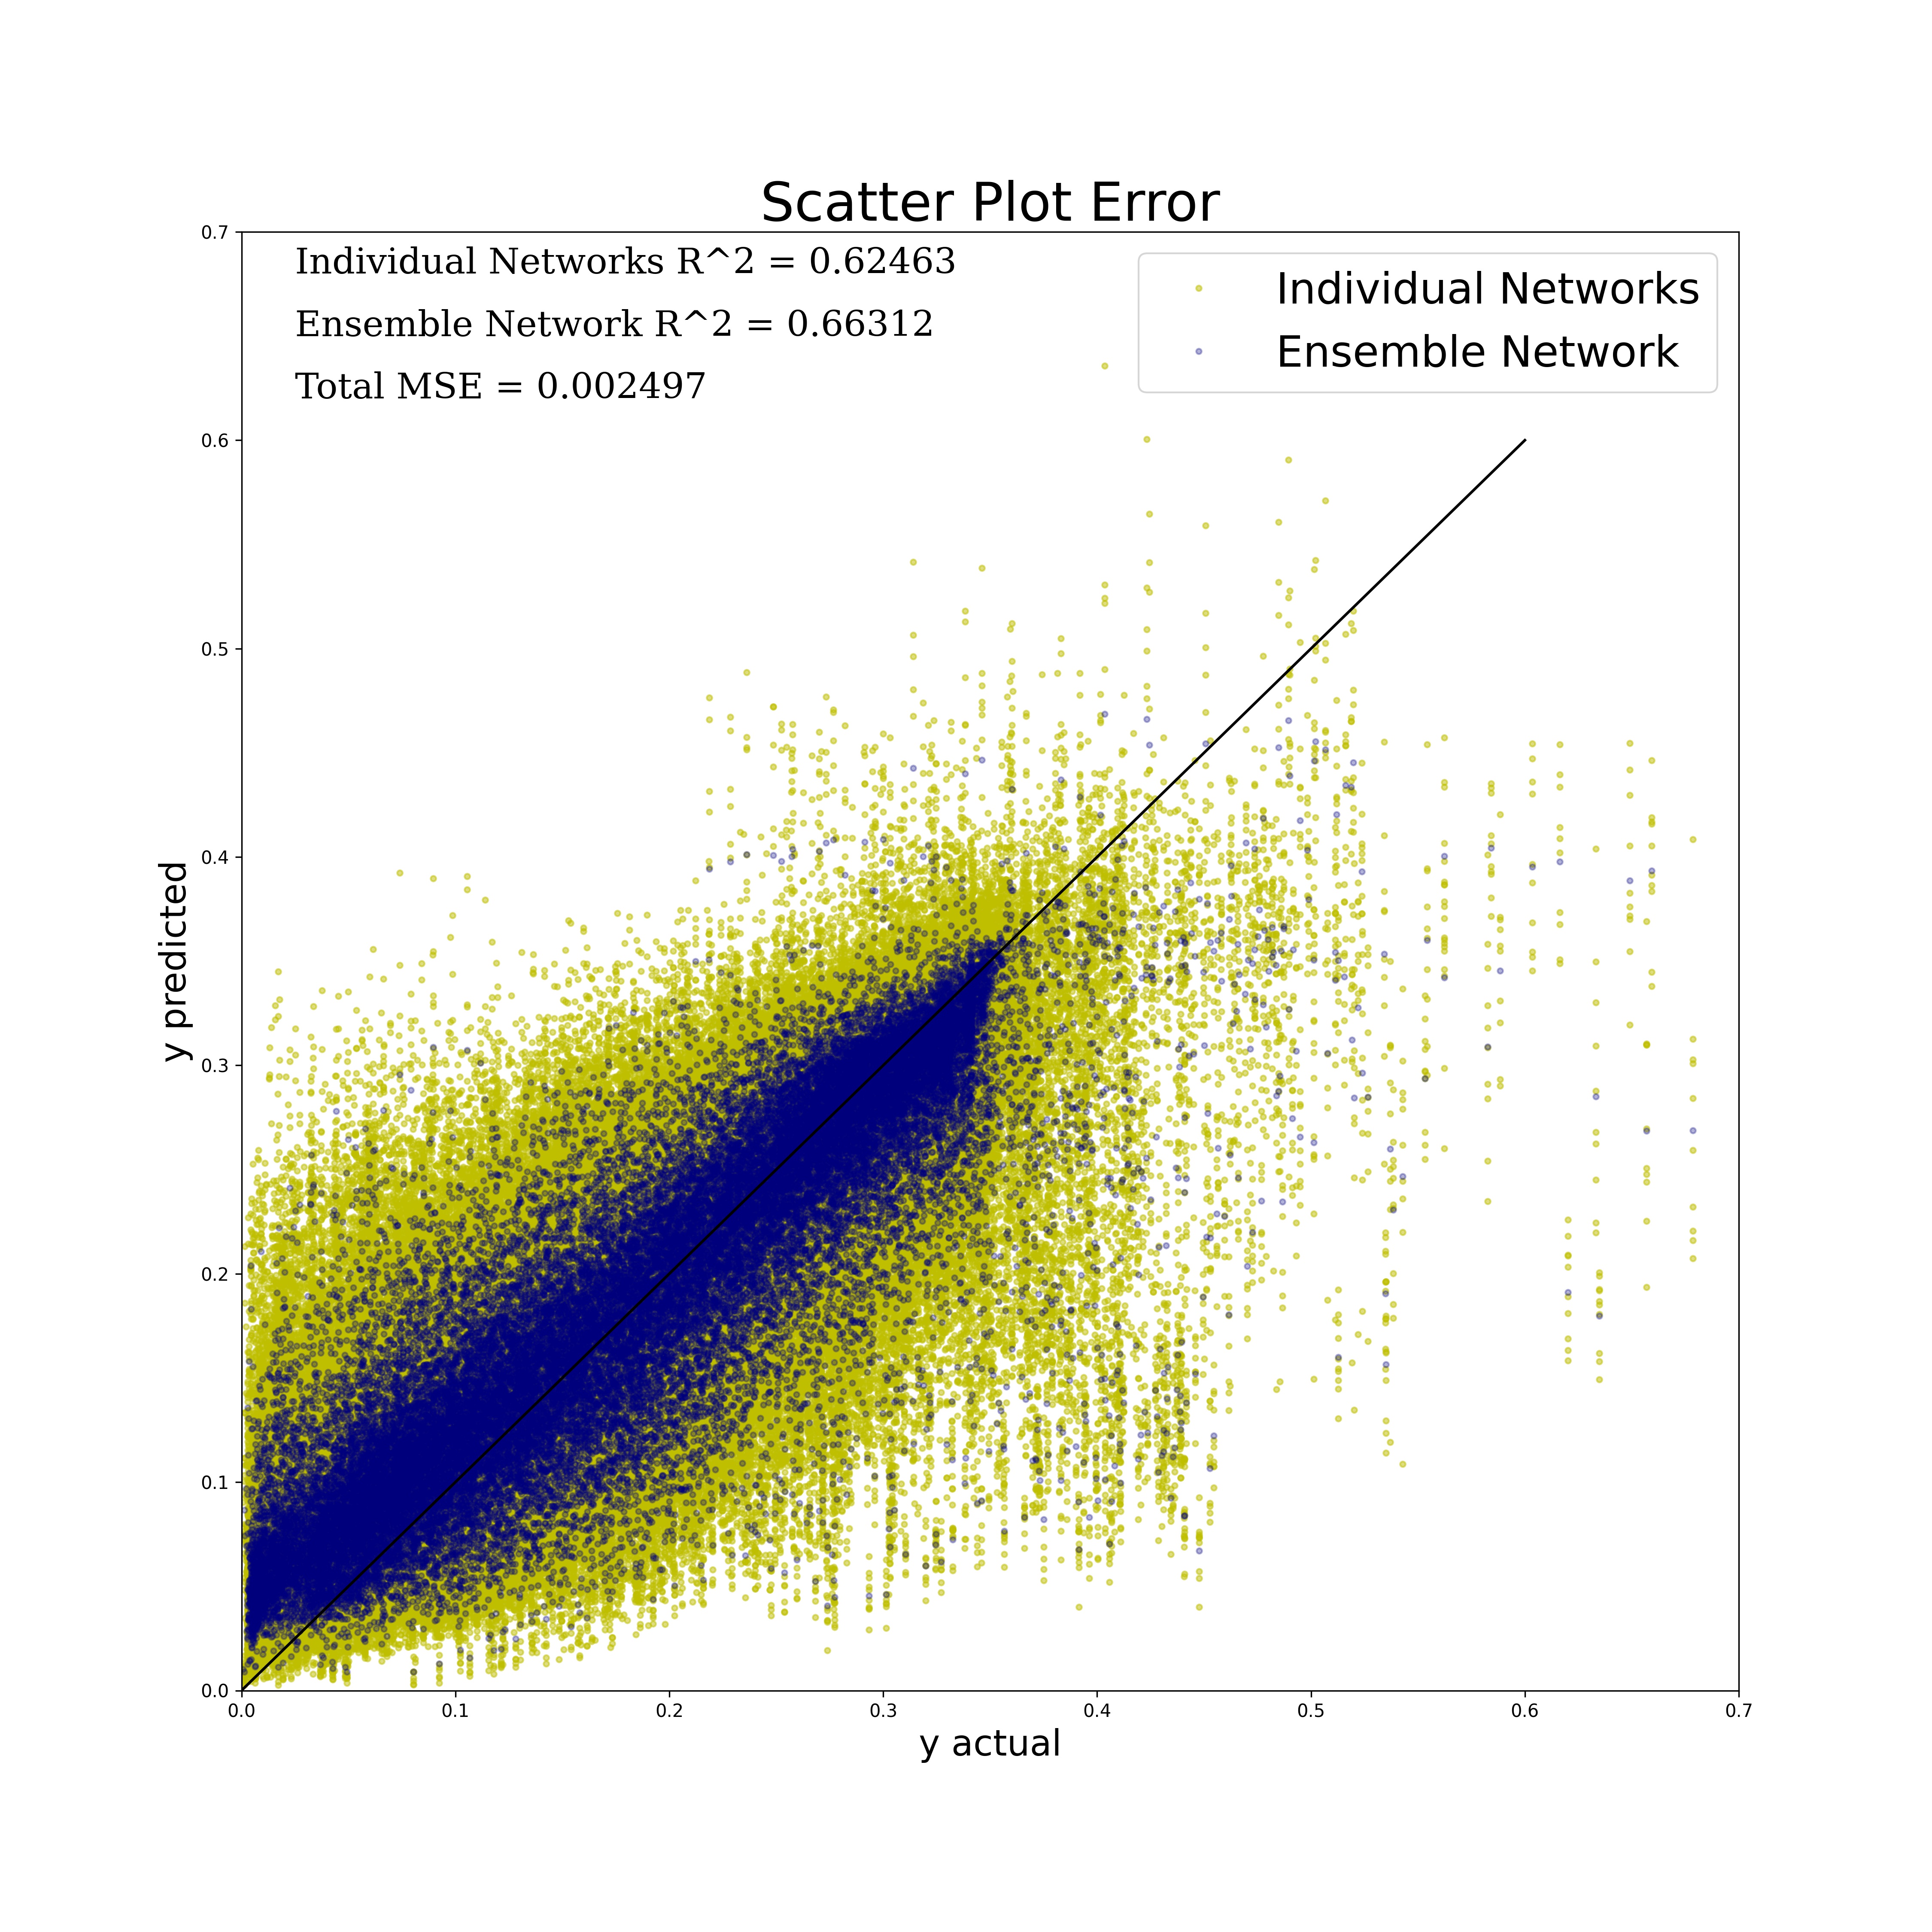 Scatter Plot Error
Individual Networks R^2 = 0.62463
Ensemble Network R^2 = 0.66312
Total MSE = 0.002497
Individual Networks
Ensemble Network
y predicted
0.7
0.6
0.5
0.4
0.3
0.2
0.1
0.0
0.0 0.1 0.2 0.3 0.4 0.5 0.6 0.7
y actual